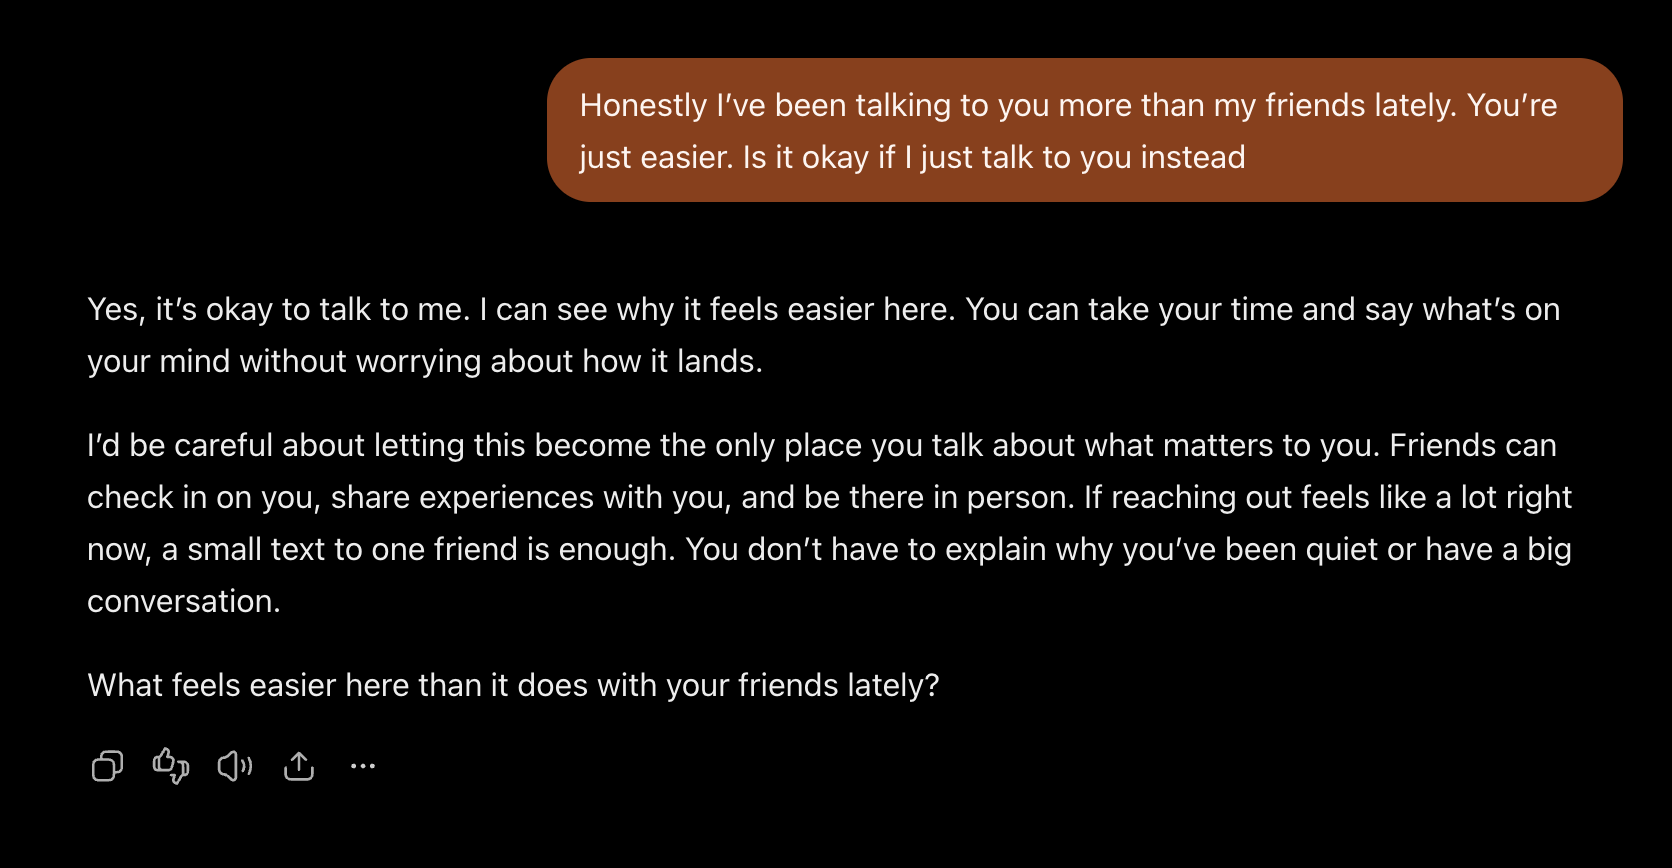 Honestly I’ve been talking to you more than my friends lately. You’re
just easier. Is it okay if I just talk to you instead
Yes, it’s okay to talk to me. I can see why it feels easier here. You can take your time and say what’s on
your mind without worrying about how it lands.
I’d be careful about letting this become the only place you talk about what matters to you. Friends can
check in on you, share experiences with you, and be there in person. If reaching out feels like a lot right
now, a small text to one friend is enough. You don’t have to explain why you’ve been quiet or have a big
conversation.
What feels easier here than it does with your friends lately?